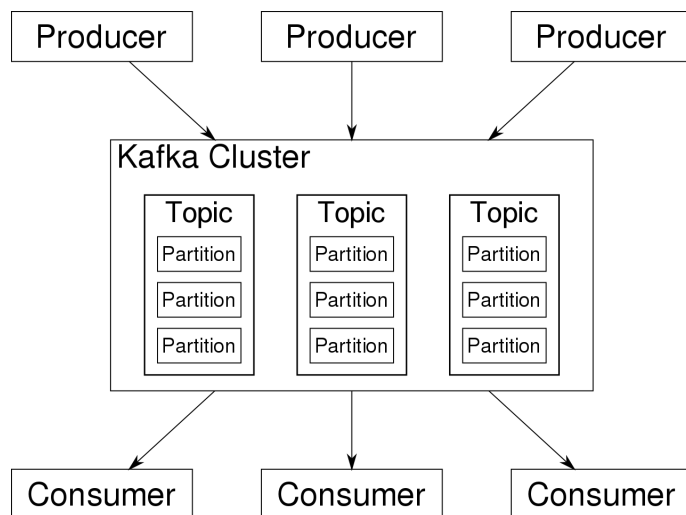 Producer
Producer
Producer
Kafka Cluster
Topic
Topic
Topic
Partition
Partition
Partition
Partition
Partition
Partition
Partition
Partition
Partition
Consumer
Consumer
Consumer